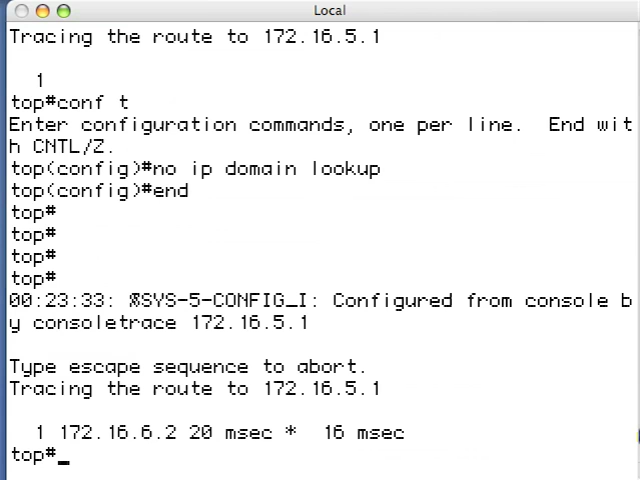 Local
Tracing the route to 172.16.5.1
1
top#conf t
Enter configuration commands, one per line.  End wit
h CNTL/Z.
top(config)#no ip domain lookup
top(config)#end
top#
top#
top#
top#
00:23:33: %SYS-5-CONFIG_I: Configured from console b
y consoletrace 172.16.5.1
Type escape sequence to abort.
Tracing the route to 172.16.5.1
1 172.16.6.2 20 msec *  16 msec
top#_